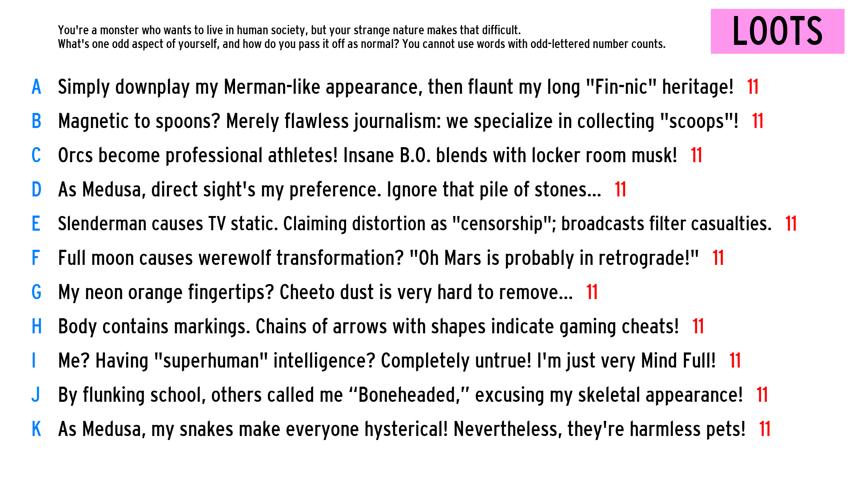 You're a monster who wants to live in human society, but your strange nature makes that difficult.
What's one odd aspect of yourself, and how do you pass it off as normal? You cannot use words with odd-lettered number counts.
LOOTS
A Simply downplay my Merman-like appearance, then flaunt my long "Fin-nic" heritage! 11
B Magnetic to spoons? Merely flawless journalism: we specialize in collecting "scoops"! 11
C Orcs become professional athletes! Insane B.O. blends with locker room musk! 11
D As Medusa, direct sight's my preference. Ignore that pile of stones... 11
E Slenderman causes TV static. Claiming distortion as "censorship"; broadcasts filter casualties. 11
F Full moon causes werewolf transformation? "Oh Mars is probably in retrograde!" 11
G My neon orange fingertips? Cheeto dust is very hard to remove... 11
H Body contains markings. Chains of arrows with shapes indicate gaming cheats! 11
I Me? Having "superhuman" intelligence? Completely untrue! I'm just very Mind Full! 11
J By flunking school, others called me “Boneheaded,” excusing my skeletal appearance! 11
K As Medusa, my snakes make everyone hysterical! Nevertheless, they're harmless pets! 11